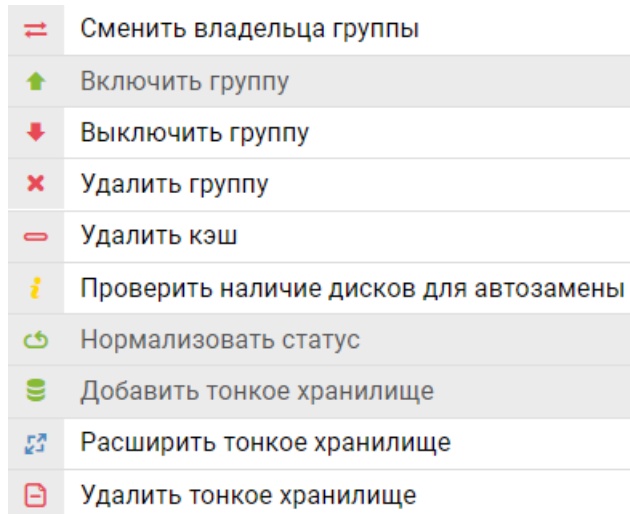 Сменить владельца группы
Включить группу
Выключить группу
Удалить группу
Удалить кэш
Проверить наличие дисков для автозамены
Нормализовать статус
Добавить тонкое хранилище
Расширить тонкое хранилище
Удалить тонкое хранилище